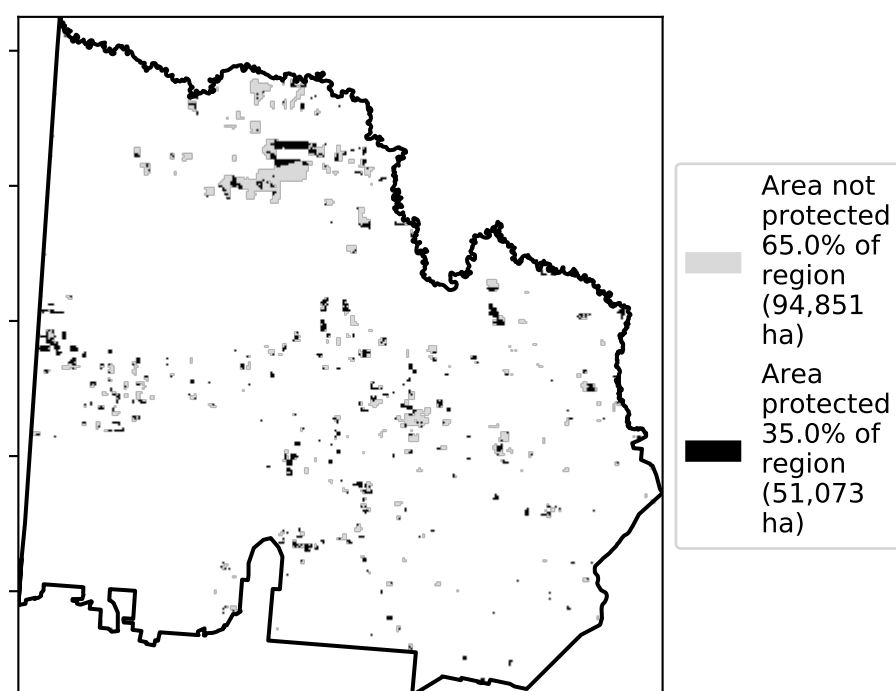 Area not
protected
65.0% of
region
(94,851
ha)
Area
protected
35.0% of
region
(51,073
ha)